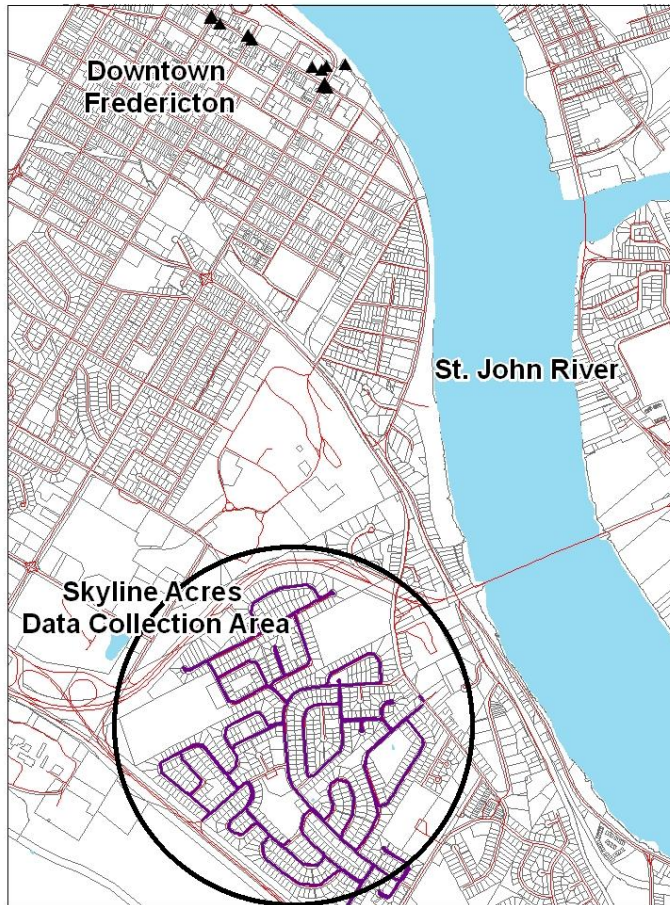 Downtown
Fredericton
St. John River
Skyline Acres
Data Collection Area